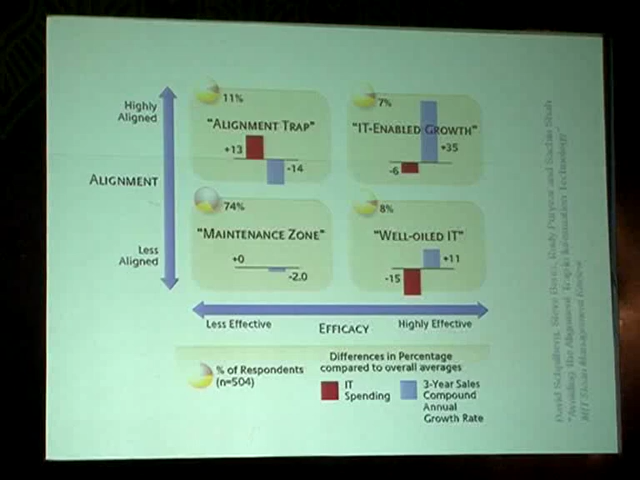 11%
"ALIGNMENT TRAP"
+13
-14
7%
"IT-ENABLED GROWTH"
+35
-6
Highly
Aligned
ALIGNMENT
Less
Aligned
74%
"MAINTENANCE ZONE"
+0
-2.0
8%
"WELL-OILED IT"
+11
-15
Less Effective
EFFICACY
Highly Effective
% of Respondents
(n=504)
Differences in Percentage
compared to overall averages
IT
Spending
3-Year Sales
Compound
Annual
Growth Rate
David Shpilberg, Steve Berez, Rudy Puryear and Sachin Shah
"Avoiding the Alignment Trap in Information Technology"
MIT Sloan Management Review